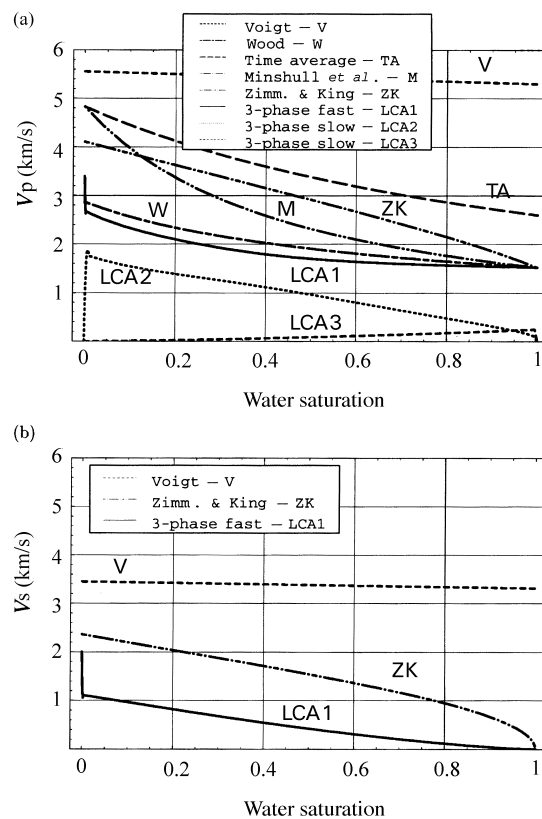 (a)
Voigt — V
Wood — W
Time average — TA
Minshull et al. — M
Zimm. & King — ZK
3-phase fast — LCA1
3-phase slow — LCA2
3-phase slow — LCA3
6
5
4
3
2
1
Vp (km/s)
V
TA
W
M
ZK
LCA1
LCA2
LCA3
0
0.2
0.4
0.6
0.8
1
Water saturation
(b)
Voigt — V
Zimm. & King — ZK
3-phase fast — LCA1
6
5
4
3
2
1
Vs (km/s)
V
ZK
LCA1
0
0.2
0.4
0.6
0.8
1
Water saturation